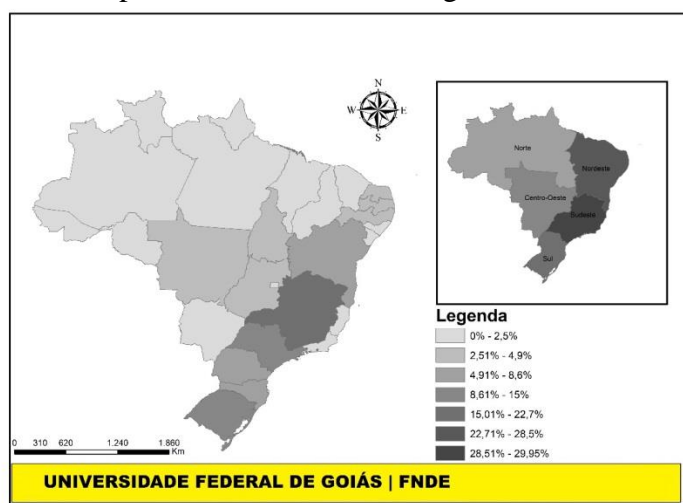 N
W E
S
Norte
Nordeste
Centro-Oeste
Sudeste
Sul
Legenda
0% - 2,5%
2,51% - 4,9%
4,91% - 8,6%
8,61% - 15%
15,01% - 22,7%
22,71% - 28,5%
28,51% - 29,95%
0 310 620 1.240 1.860
Km
UNIVERSIDADE FEDERAL DE GOIÁS | FNDE